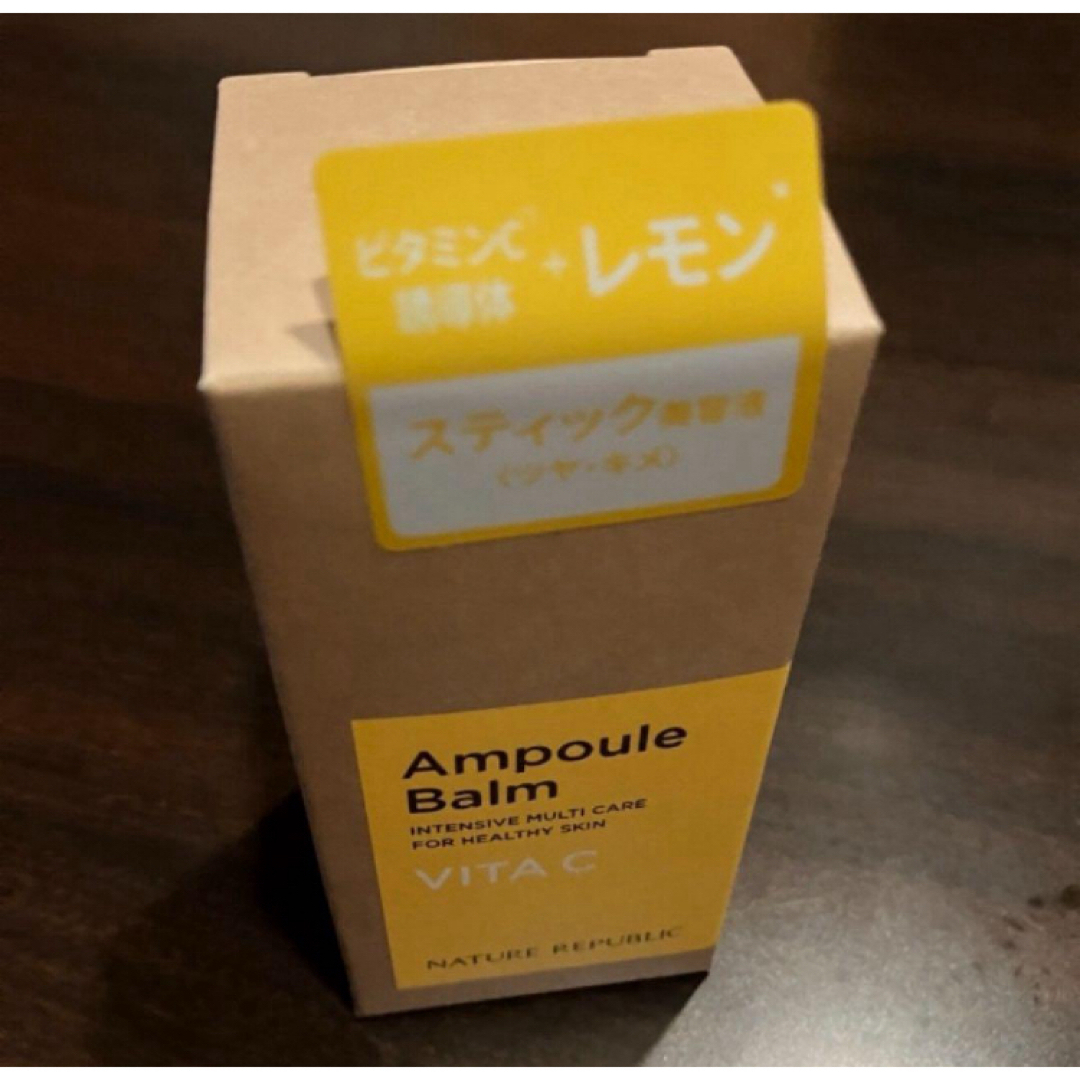 ビタミンC
誘導体
+レモン
スティック美容液
(ツヤ・キメ)
Ampoule
Balm
INTENSIVE MULTI CARE
FOR HEALTHY SKIN
VITA C
NATURE REPUBLIC